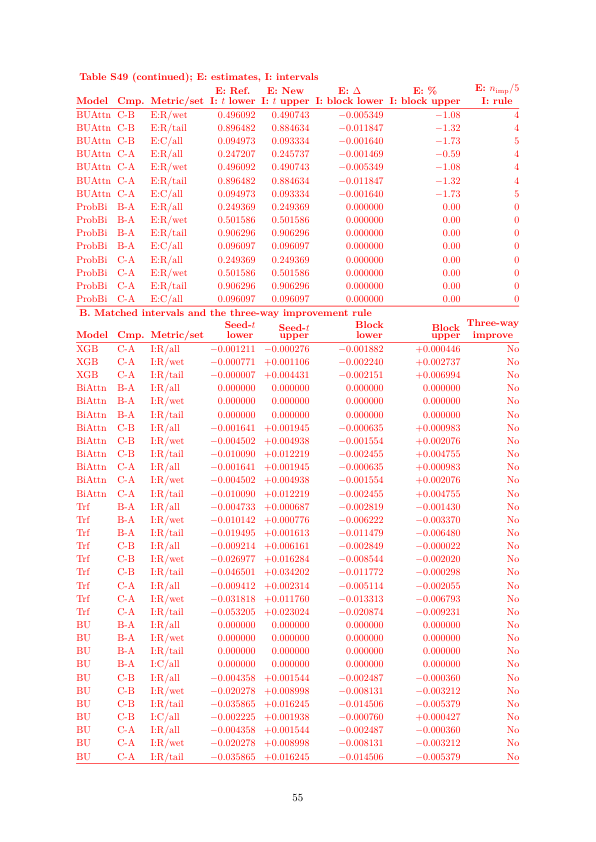 Table S49 (continued); E: estimates, I: intervals
E: Ref. E: New E: Δ E: % E: n_imp/5
Model Cmp. Metric/set I: t lower I: t upper I: block lower I: block upper I: rule
BUAttn C-B E:R/wet 0.496092 0.490743 −0.005349 −1.08 4
BUAttn C-B E:R/tail 0.896482 0.884634 −0.011847 −1.32 4
BUAttn C-B E:C/all 0.094973 0.093334 −0.001640 −1.73 5
BUAttn C-A E:R/all 0.247207 0.245737 −0.001469 −0.59 4
BUAttn C-A E:R/wet 0.496092 0.490743 −0.005349 −1.08 4
BUAttn C-A E:R/tail 0.896482 0.884634 −0.011847 −1.32 4
BUAttn C-A E:C/all 0.094973 0.093334 −0.001640 −1.73 5
ProbBi B-A E:R/all 0.249369 0.249369 0.000000 0.00 0
ProbBi B-A E:R/wet 0.501586 0.501586 0.000000 0.00 0
ProbBi B-A E:R/tail 0.906296 0.906296 0.000000 0.00 0
ProbBi B-A E:C/all 0.096097 0.096097 0.000000 0.00 0
ProbBi C-A E:R/all 0.249369 0.249369 0.000000 0.00 0
ProbBi C-A E:R/wet 0.501586 0.501586 0.000000 0.00 0
ProbBi C-A E:R/tail 0.906296 0.906296 0.000000 0.00 0
ProbBi C-A E:C/all 0.096097 0.096097 0.000000 0.00 0
B. Matched intervals and the three-way improvement rule
Seed-t Seed-t Block Block Three-way
Model Cmp. Metric/set lower upper lower upper improve
XGB C-A I:R/all −0.001211 −0.000276 −0.001882 +0.000446 No
XGB C-A I:R/wet −0.000771 +0.001106 −0.002240 +0.002737 No
XGB C-A I:R/tail −0.000007 +0.004431 −0.002151 +0.006994 No
BiAttn B-A I:R/all 0.000000 0.000000 0.000000 0.000000 No
BiAttn B-A I:R/wet 0.000000 0.000000 0.000000 0.000000 No
BiAttn B-A I:R/tail 0.000000 0.000000 0.000000 0.000000 No
BiAttn C-B I:R/all −0.001641 +0.001945 −0.000635 +0.000983 No
BiAttn C-B I:R/wet −0.004502 +0.004938 −0.001554 +0.002076 No
BiAttn C-B I:R/tail −0.010090 +0.012219 −0.002455 +0.004755 No
BiAttn C-A I:R/all −0.001641 +0.001945 −0.000635 +0.000983 No
BiAttn C-A I:R/wet −0.004502 +0.004938 −0.001554 +0.002076 No
BiAttn C-A I:R/tail −0.010090 +0.012219 −0.002455 +0.004755 No
Trf B-A I:R/all −0.004733 +0.000687 −0.002819 −0.001430 No
Trf B-A I:R/wet −0.010142 +0.000776 −0.006222 −0.003370 No
Trf B-A I:R/tail −0.019495 +0.001613 −0.011479 −0.006480 No
Trf C-B I:R/all −0.009214 +0.006161 −0.002849 −0.000022 No
Trf C-B I:R/wet −0.026977 +0.016284 −0.008544 −0.002020 No
Trf C-B I:R/tail −0.046501 +0.034202 −0.011772 −0.000298 No
Trf C-A I:R/all −0.009412 +0.002314 −0.005114 −0.002055 No
Trf C-A I:R/wet −0.031818 +0.011760 −0.013313 −0.006793 No
Trf C-A I:R/tail −0.053205 +0.023024 −0.020874 −0.009231 No
BU B-A I:R/all 0.000000 0.000000 0.000000 0.000000 No
BU B-A I:R/wet 0.000000 0.000000 0.000000 0.000000 No
BU B-A I:R/tail 0.000000 0.000000 0.000000 0.000000 No
BU B-A I:C/all 0.000000 0.000000 0.000000 0.000000 No
BU C-B I:R/all −0.004358 +0.001544 −0.002487 −0.000360 No
BU C-B I:R/wet −0.020278 +0.008998 −0.008131 −0.003212 No
BU C-B I:R/tail −0.035865 +0.016245 −0.014506 −0.005379 No
BU C-B I:C/all −0.002225 +0.001938 −0.000760 +0.000427 No
BU C-A I:R/all −0.004358 +0.001544 −0.002487 −0.000360 No
BU C-A I:R/wet −0.020278 +0.008998 −0.008131 −0.003212 No
BU C-A I:R/tail −0.035865 +0.016245 −0.014506 −0.005379 No
55